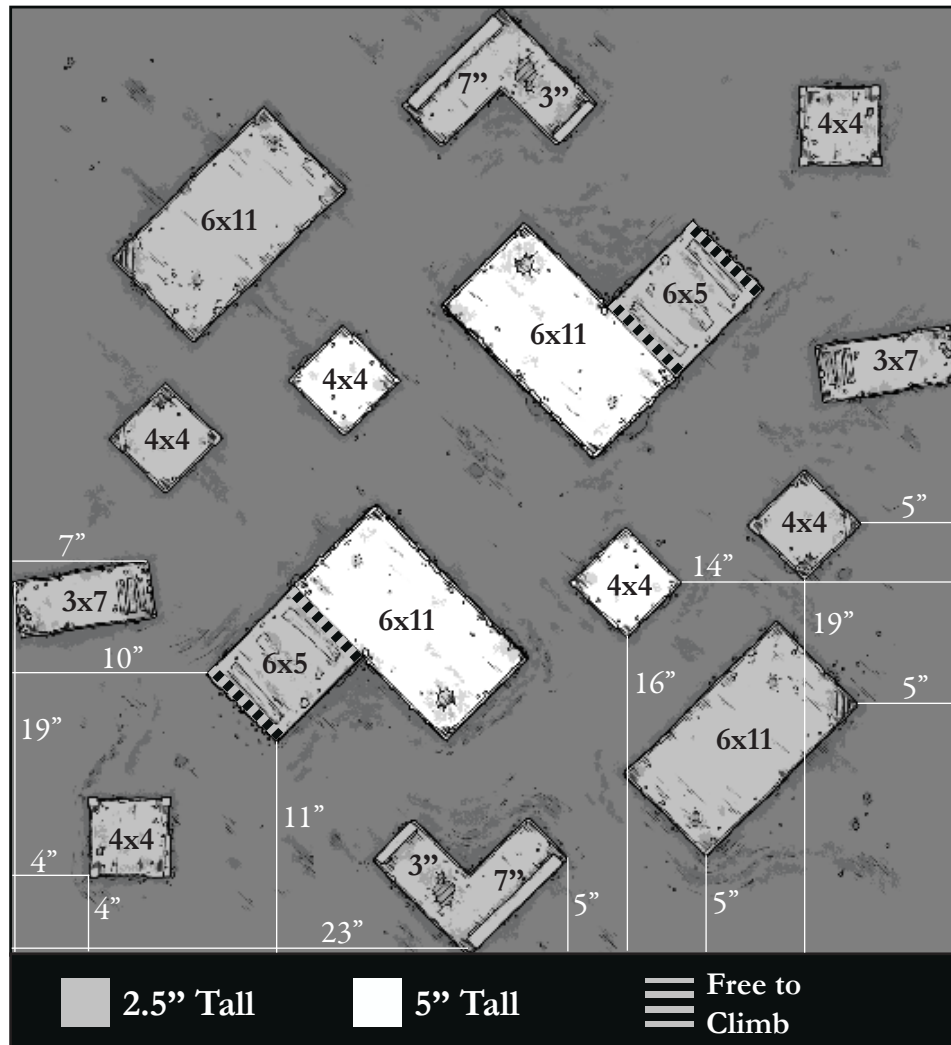 7”
3”
4x4
6x11
6x5
6x11
3x7
4x4
4x4
5”
4x4
7”
14”
4x4
3x7
6x11
19”
6x5
10”
16”
5”
19”
6x11
11”
4x4
3”
7”
4”
4”
5”
5”
23”
2.5” Tall
5” Tall
Free to
Climb